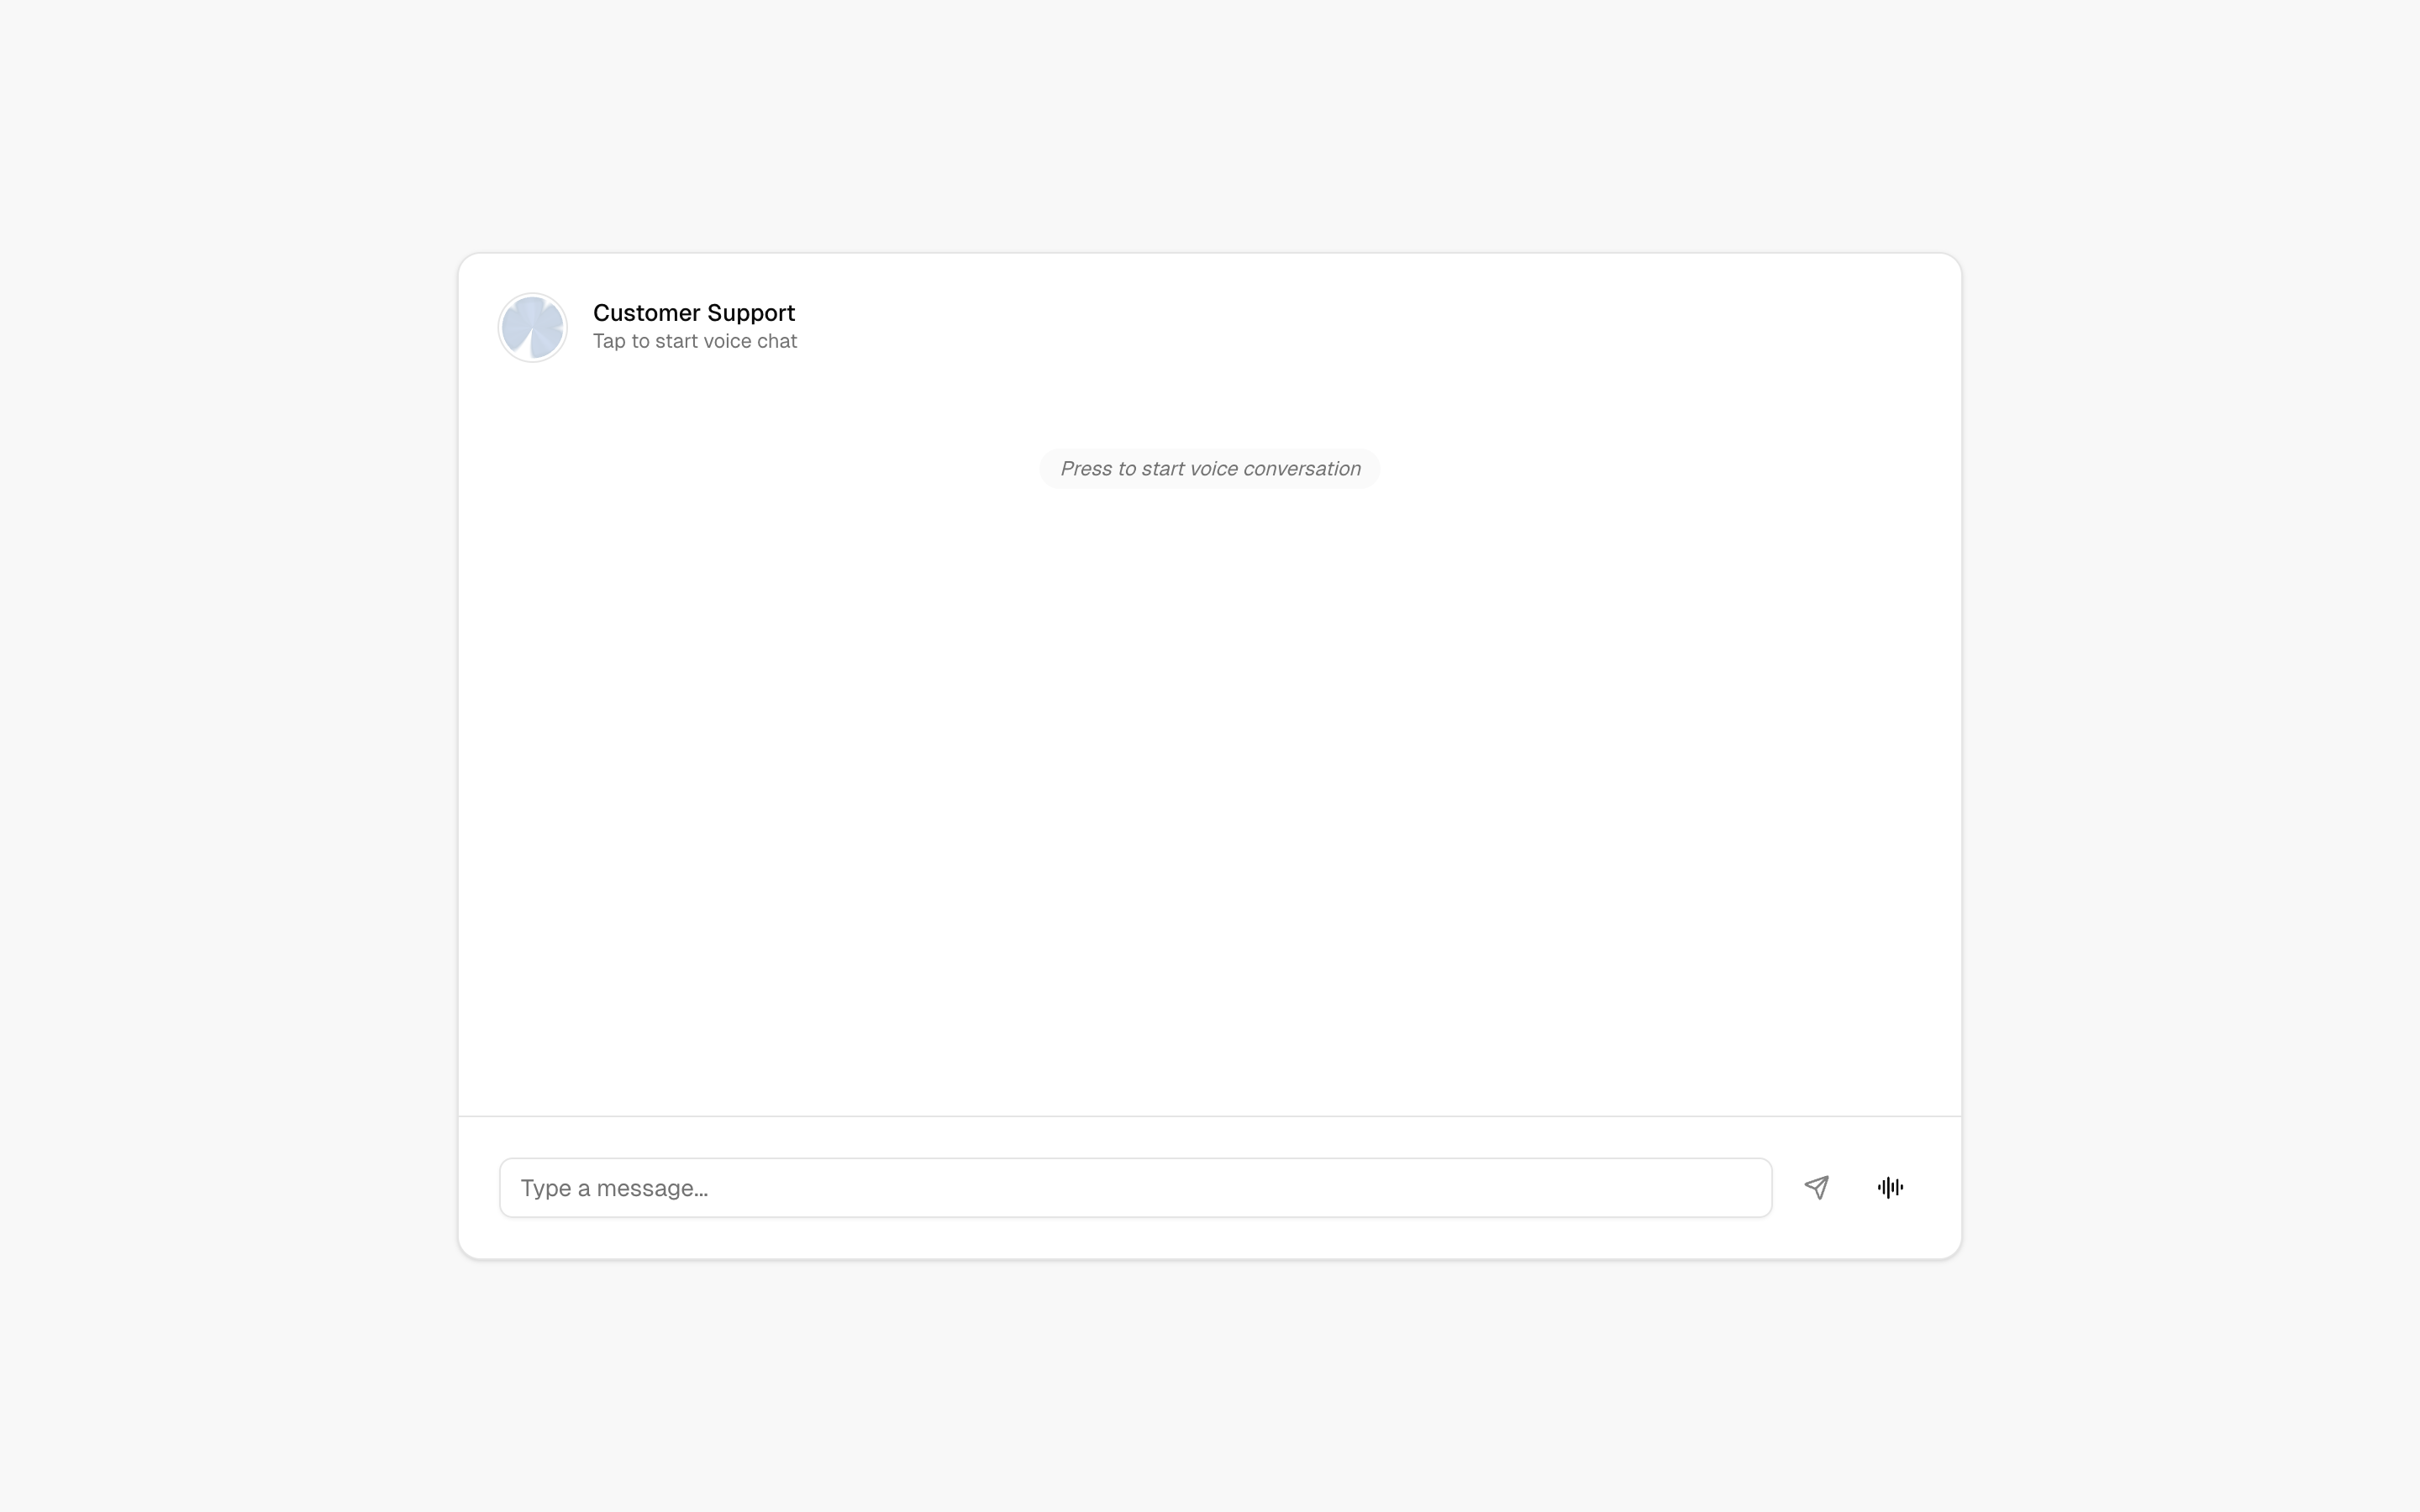 Customer Support
Tap to start voice chat
Press to start voice conversation
Type a message...